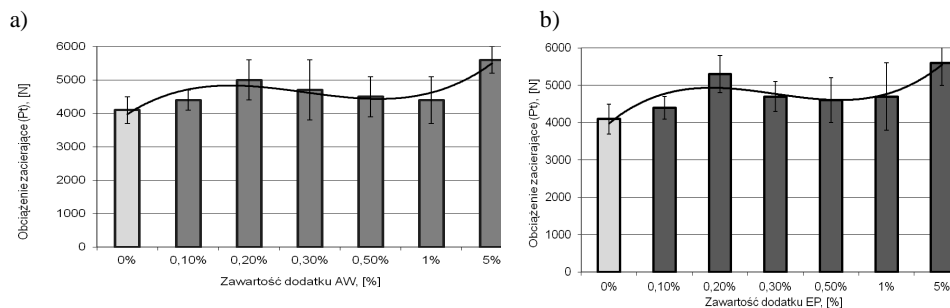 a)
Obciążenie zacierające (Pt), [N]
6000
5000
4000
3000
2000
1000
0
0% 0,10% 0,20% 0,30% 0,50% 1% 5%
Zawartość dodatku AW, [%]
b)
Obciążenie zacierające (Pt), [N]
6000
5000
4000
3000
2000
1000
0
0% 0,10% 0,20% 0,30% 0,50% 1% 5%
Zawartość dodatku EP, [%]